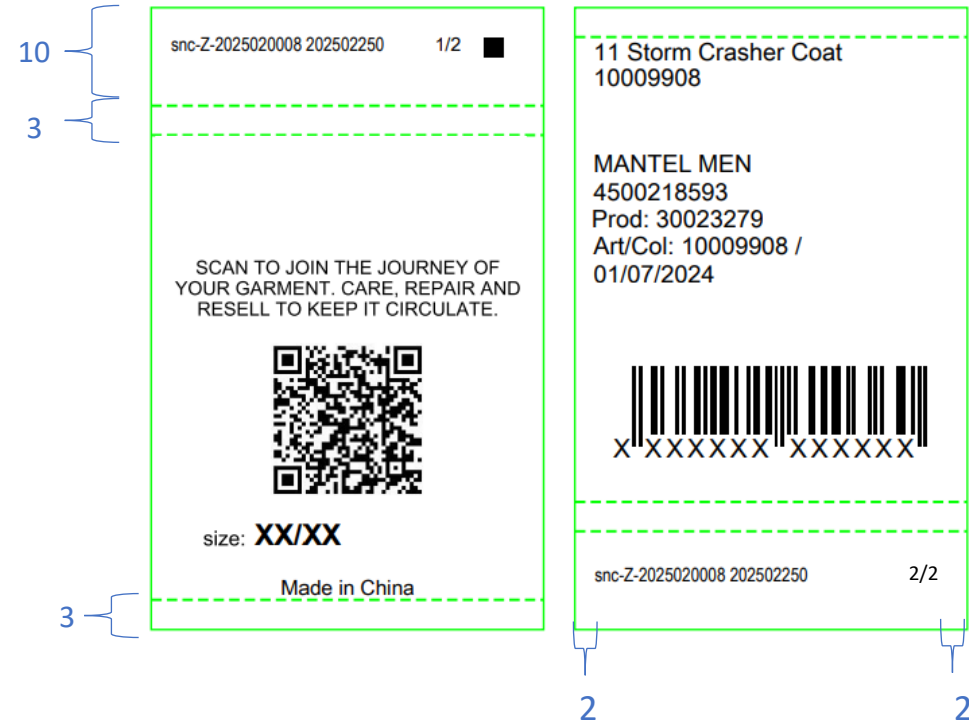 10
3
snc-Z-2025020008 202502250 1/2
SCAN TO JOIN THE JOURNEY OF
YOUR GARMENT. CARE, REPAIR AND
RESELL TO KEEP IT CIRCULATE.
size: XX/XX
Made in China
3
11 Storm Crasher Coat
10009908
MANTEL MEN
4500218593
Prod: 30023279
Art/Col: 10009908 /
01/07/2024
X XXXXXX XXXXXX
snc-Z-2025020008 202502250 2/2
2
2